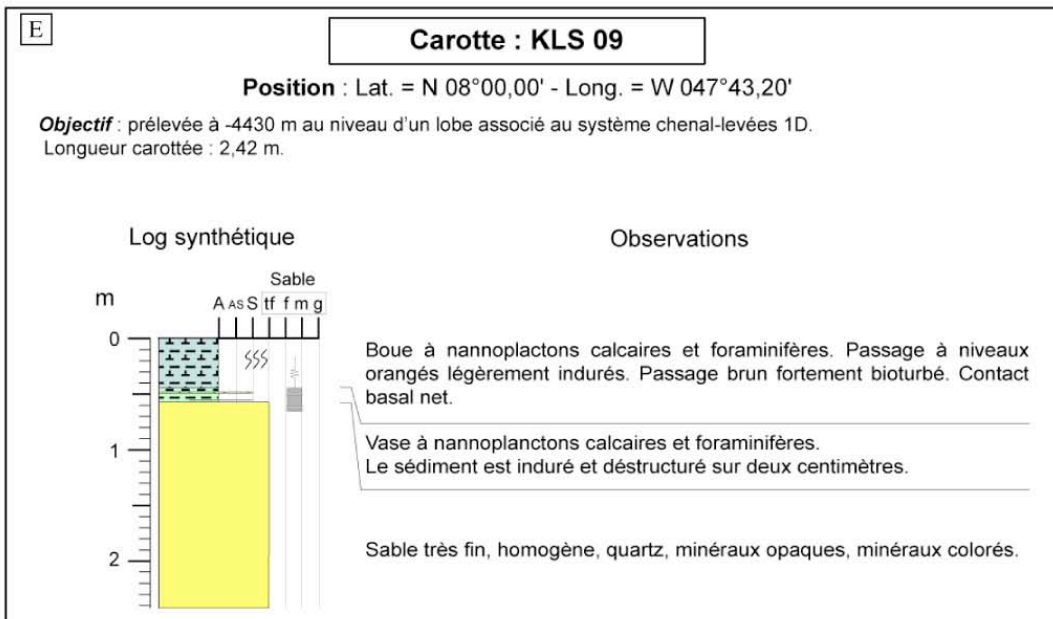 E
Carotte : KLS 09
Position : Lat. = N 08°00,00' - Long. = W 047°43,20'
Objectif : prélevée à -4430 m au niveau d'un lobe associé au système chenal-levées 1D.
Longueur carottée : 2,42 m.
Log synthétique
Observations
Sable
m
A AS S tf f m g
0
Boue à nannoplactons calcaires et foraminifères. Passage à niveaux
orangés légèrement indurés. Passage brun fortement bioturbé. Contact
basal net.
Vase à nannoplanctons calcaires et foraminifères.
1
Le sédiment est induré et déstructuré sur deux centimètres.
Sable très fin, homogène, quartz, minéraux opaques, minéraux colorés.
2